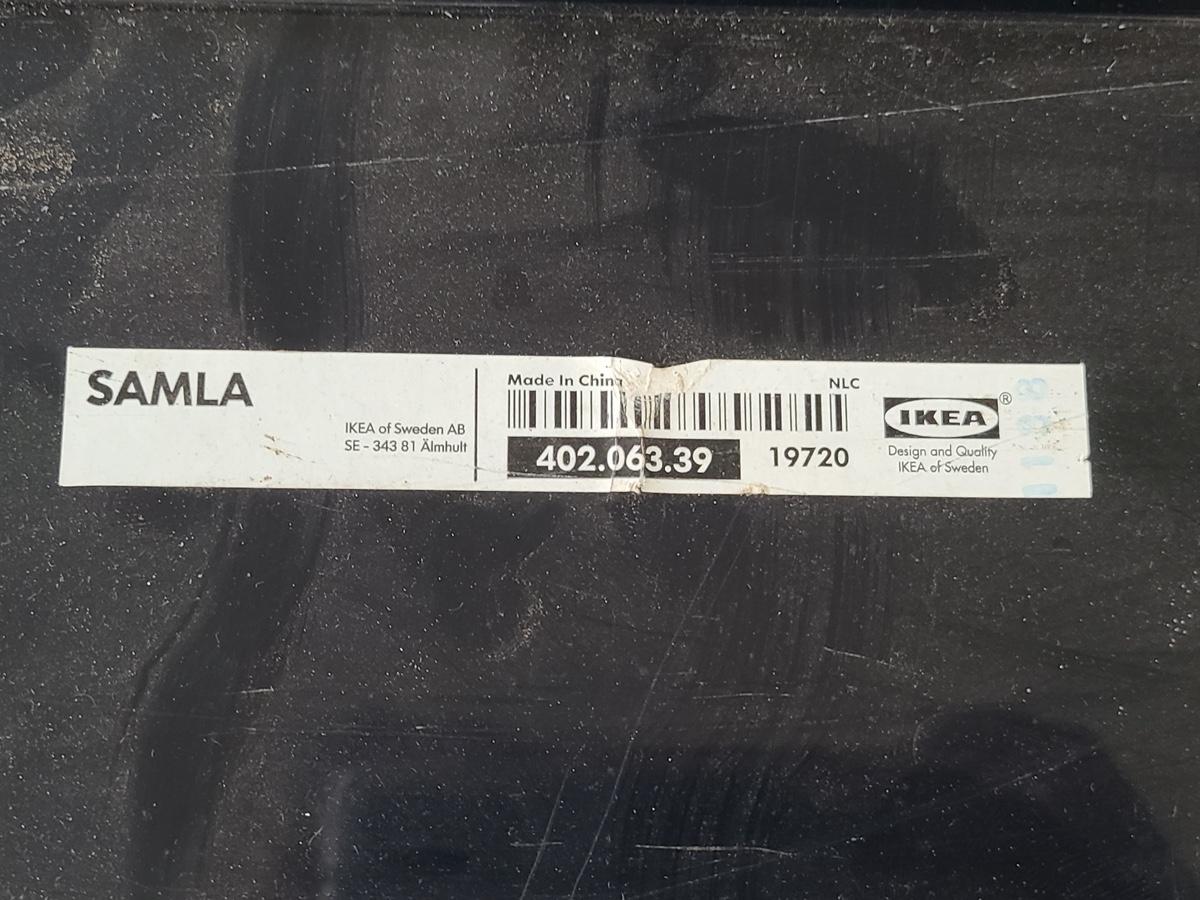 SAMLA
IKEA of Sweden AB
SE - 343 81 Älmhult
Made In China
NLC
402.063.39
19720
IKEA®
Design and Quality
IKEA of Sweden